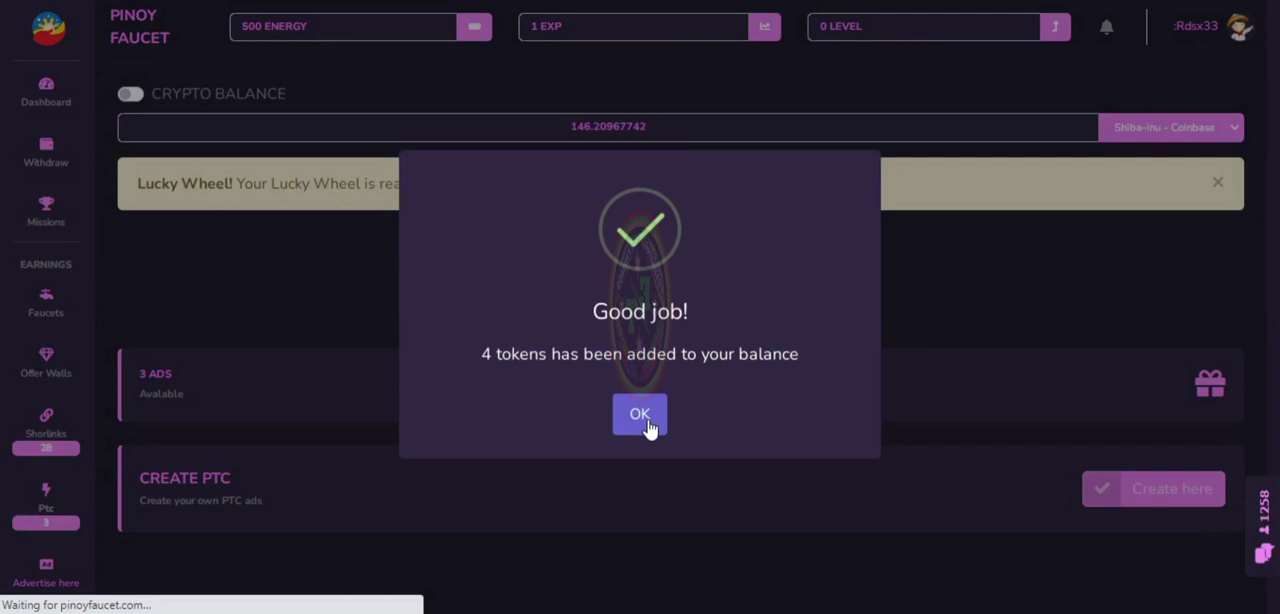 PINOY
FAUCET
500 ENERGY
1 EXP
0 LEVEL
:Rdsx33
Dashboard
Withdraw
Missions
EARNINGS
Faucets
Offer Walls
Shorlinks
28
Ptc
3
Advertise here
CRYPTO BALANCE
146.20967742
Shiba-inu - Coinbase
Lucky Wheel! Your Lucky Wheel is rea
Good job!
4 tokens has been added to your balance
OK
3 ADS
Avalable
CREATE PTC
Create your own PTC ads
Create here
1258
Waiting for pinoyfaucet.com...